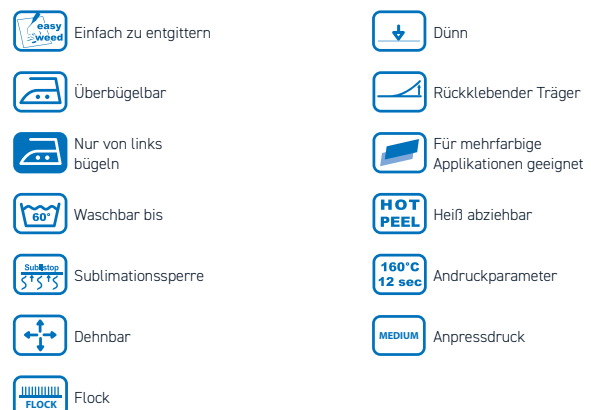 easy
weed
Einfach zu entgittern
Überbügelbar
Nur von links
bügeln
60°
Waschbar bis
Sublistop
Sublimationssperre
Dehnbar
FLOCK
Flock
Dünn
Rückklebender Träger
Für mehrfarbige
Applikationen geeignet
HOT
PEEL
Heiß abziehbar
160°C
12 sec
Andruckparameter
MEDIUM
Anpressdruck